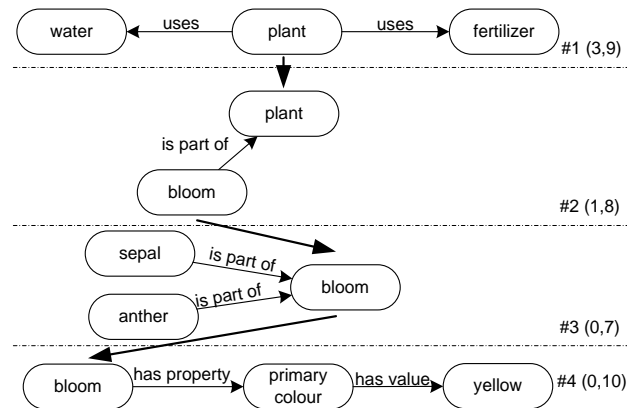 water
uses
plant
uses
fertilizer
#1 (3,9)
plant
is part of
bloom
#2 (1,8)
sepal
is part of
bloom
is part of
anther
#3 (0,7)
bloom
has property
primary
colour
has value
yellow
#4 (0,10)